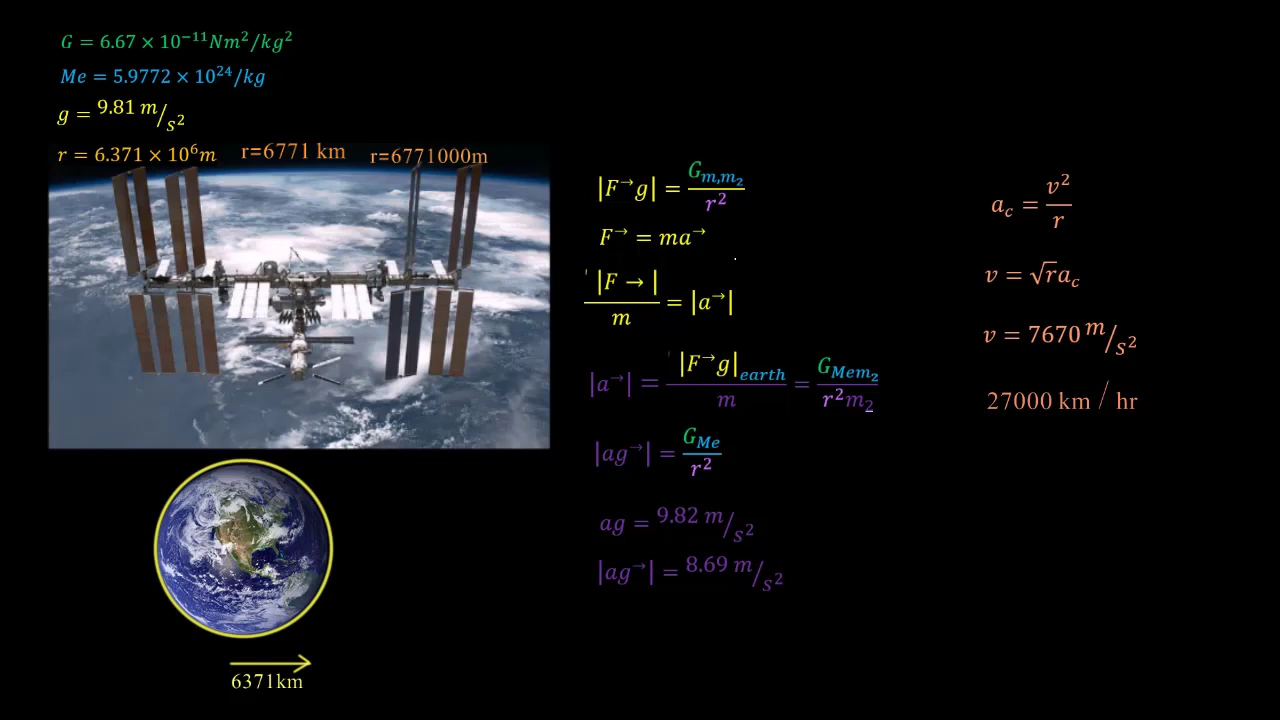 G = 6.67 × 10⁻¹¹Nm²/kg²
Me = 5.9772 × 10²⁴/kg
g = 9.81 m/s²
r = 6.371 × 10⁶m r=6771 km r=6771000m
|F→g| = Gm,m₂/r²
F→ = ma→
|F →|/m = |a→|
|a→| = |F→g|earth/m = GMem₂/r²m₂
|ag→| = GMe/r²
ag = 9.82 m/s²
|ag→| = 8.69 m/s²
a꜀ = v²/r
v = √r a꜀
v = 7670 m/s²
27000 km / hr
6371km